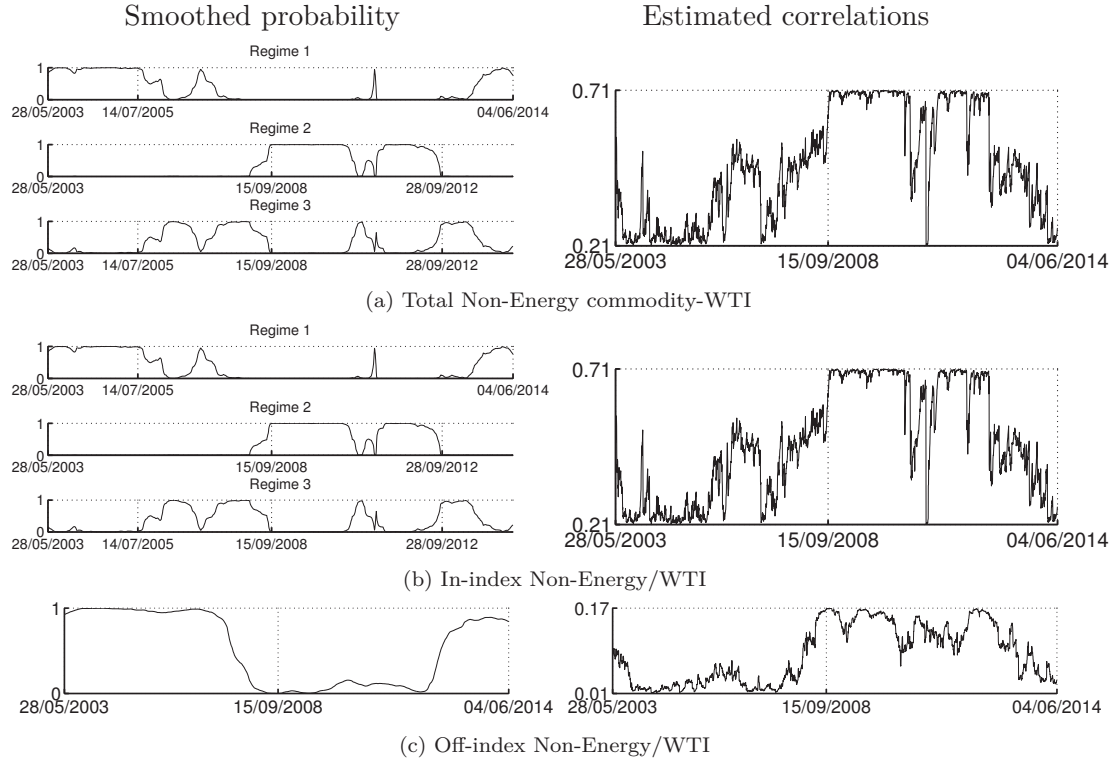 Smoothed probability
Estimated correlations
Regime 1
1
0
28/05/2003 14/07/2005 04/06/2014
Regime 2
1
0
28/05/2003 15/09/2008 28/09/2012
Regime 3
1
0
28/05/2003 14/07/2005 15/09/2008 28/09/2012
0.71
0.21
28/05/2003 15/09/2008 04/06/2014
(a) Total Non-Energy commodity-WTI
Regime 1
1
0
28/05/2003 14/07/2005 04/06/2014
Regime 2
1
0
28/05/2003 15/09/2008 28/09/2012
Regime 3
1
0
28/05/2003 14/07/2005 15/09/2008 28/09/2012
0.71
0.21
28/05/2003 15/09/2008 04/06/2014
(b) In-index Non-Energy/WTI
1
0
28/05/2003 15/09/2008 04/06/2014
0.17
0.01
28/05/2003 15/09/2008 04/06/2014
(c) Off-index Non-Energy/WTI